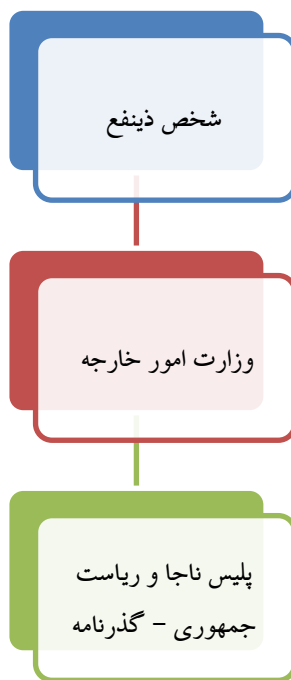 شخص ذینفع
وزارت امور خارجه
پلیس ناجا و ریاست
جمهوری – گذرنامه